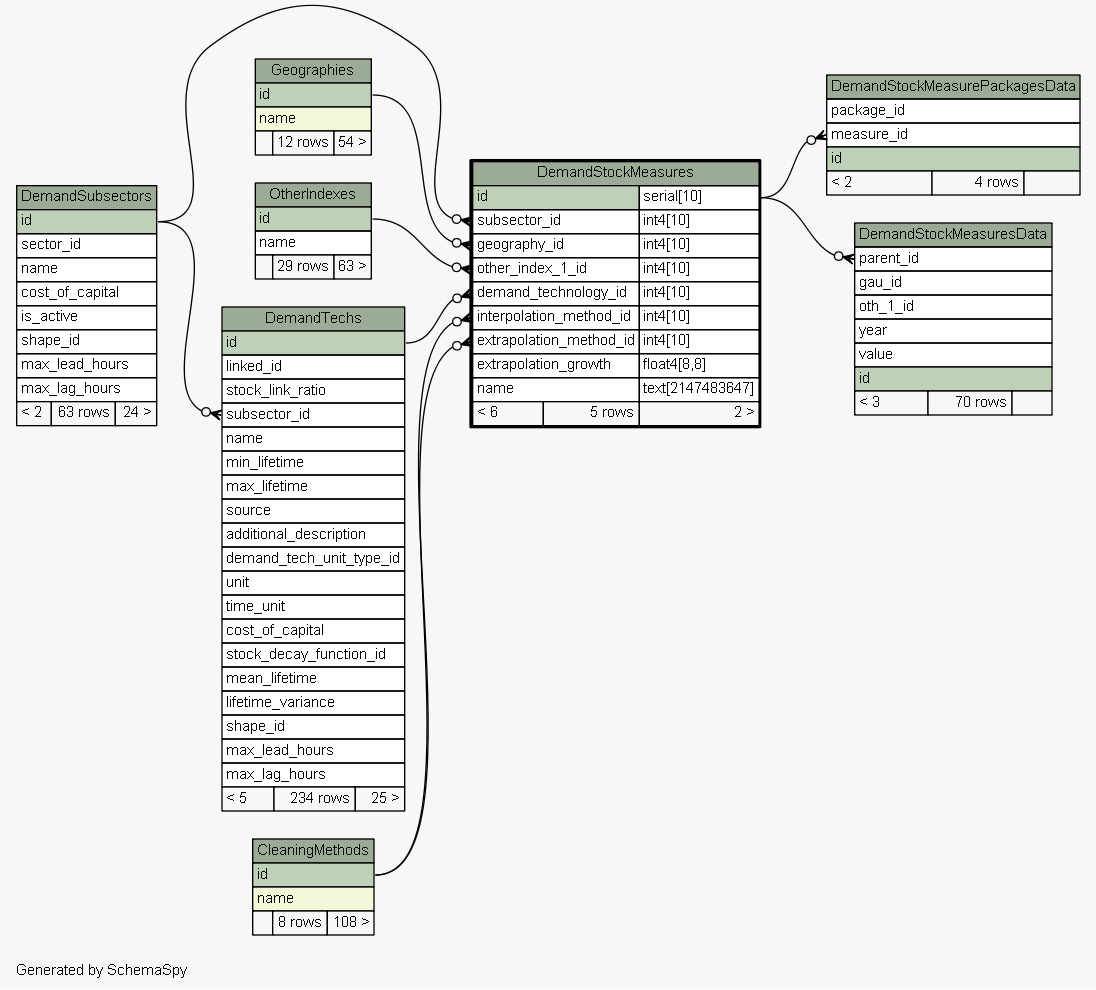 DemandSubsectors
id
sector_id
name
cost_of_capital
is_active
shape_id
max_lead_hours
max_lag_hours
< 2 63 rows 24 >
Geographies
id
name
12 rows 54 >
OtherIndexes
id
name
29 rows 63 >
DemandTechs
id
linked_id
stock_link_ratio
subsector_id
name
min_lifetime
max_lifetime
source
additional_description
demand_tech_unit_type_id
unit
time_unit
cost_of_capital
stock_decay_function_id
mean_lifetime
lifetime_variance
shape_id
max_lead_hours
max_lag_hours
< 5 234 rows 25 >
CleaningMethods
id
name
8 rows 108 >
DemandStockMeasures
id serial[10]
subsector_id int4[10]
geography_id int4[10]
other_index_1_id int4[10]
demand_technology_id int4[10]
interpolation_method_id int4[10]
extrapolation_method_id int4[10]
extrapolation_growth float4[8,8]
name text[2147483647]
< 6 5 rows 2 >
DemandStockMeasurePackagesData
package_id
measure_id
id
< 2 4 rows
DemandStockMeasuresData
parent_id
gau_id
oth_1_id
year
value
id
< 3 70 rows
Generated by SchemaSpy